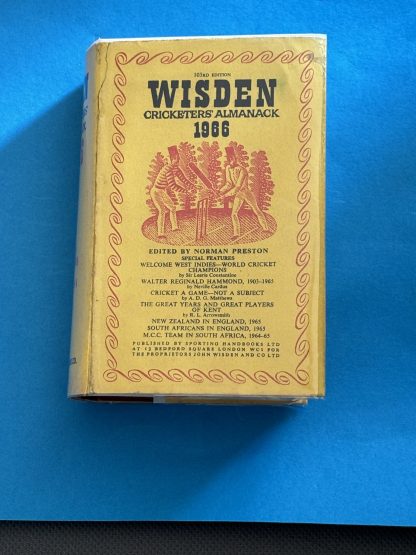 103RD EDITION
WISDEN
CRICKETERS' ALMANACK
1966
EDITED BY NORMAN PRESTON
SPECIAL FEATURES
WELCOME WEST INDIES—WORLD CRICKET
CHAMPIONS
by Sir Learie Constantine
WALTER REGINALD HAMMOND, 1903–1965
by Neville Cardus
CRICKET A GAME—NOT A SUBJECT
by A. D. G. Matthews
THE GREAT YEARS AND GREAT PLAYERS
OF KENT
by R. L. Arrowsmith
NEW ZEALAND IN ENGLAND, 1965
SOUTH AFRICANS IN ENGLAND, 1965
M.C.C. TEAM IN SOUTH AFRICA, 1964–65
PUBLISHED BY SPORTING HANDBOOKS LTD
AT 13 BEDFORD SQUARE LONDON WC1 FOR
THE PROPRIETORS JOHN WISDEN AND CO LTD